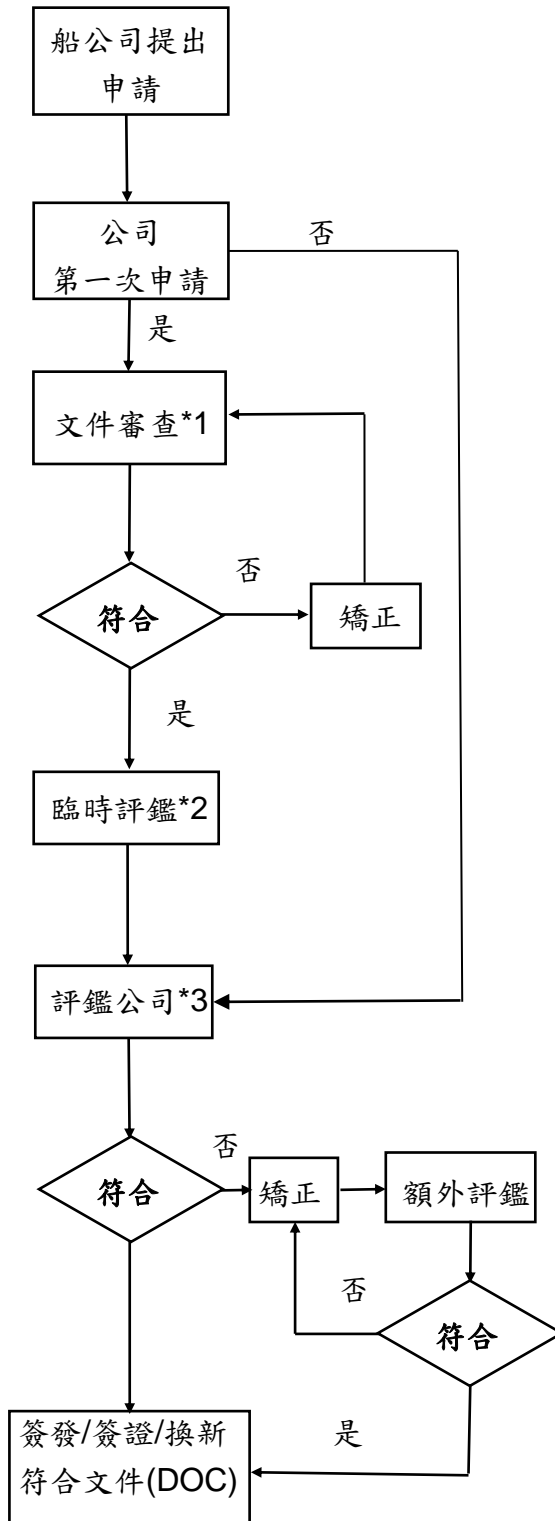 船公司提出
申請
公司
第一次申請
否
是
文件審查*1
符合
否
矯正
是
臨時評鑑*2
評鑑公司*3
符合
否
矯正
額外評鑑
否
符合
是
簽發/簽證/換新
符合文件(DOC)